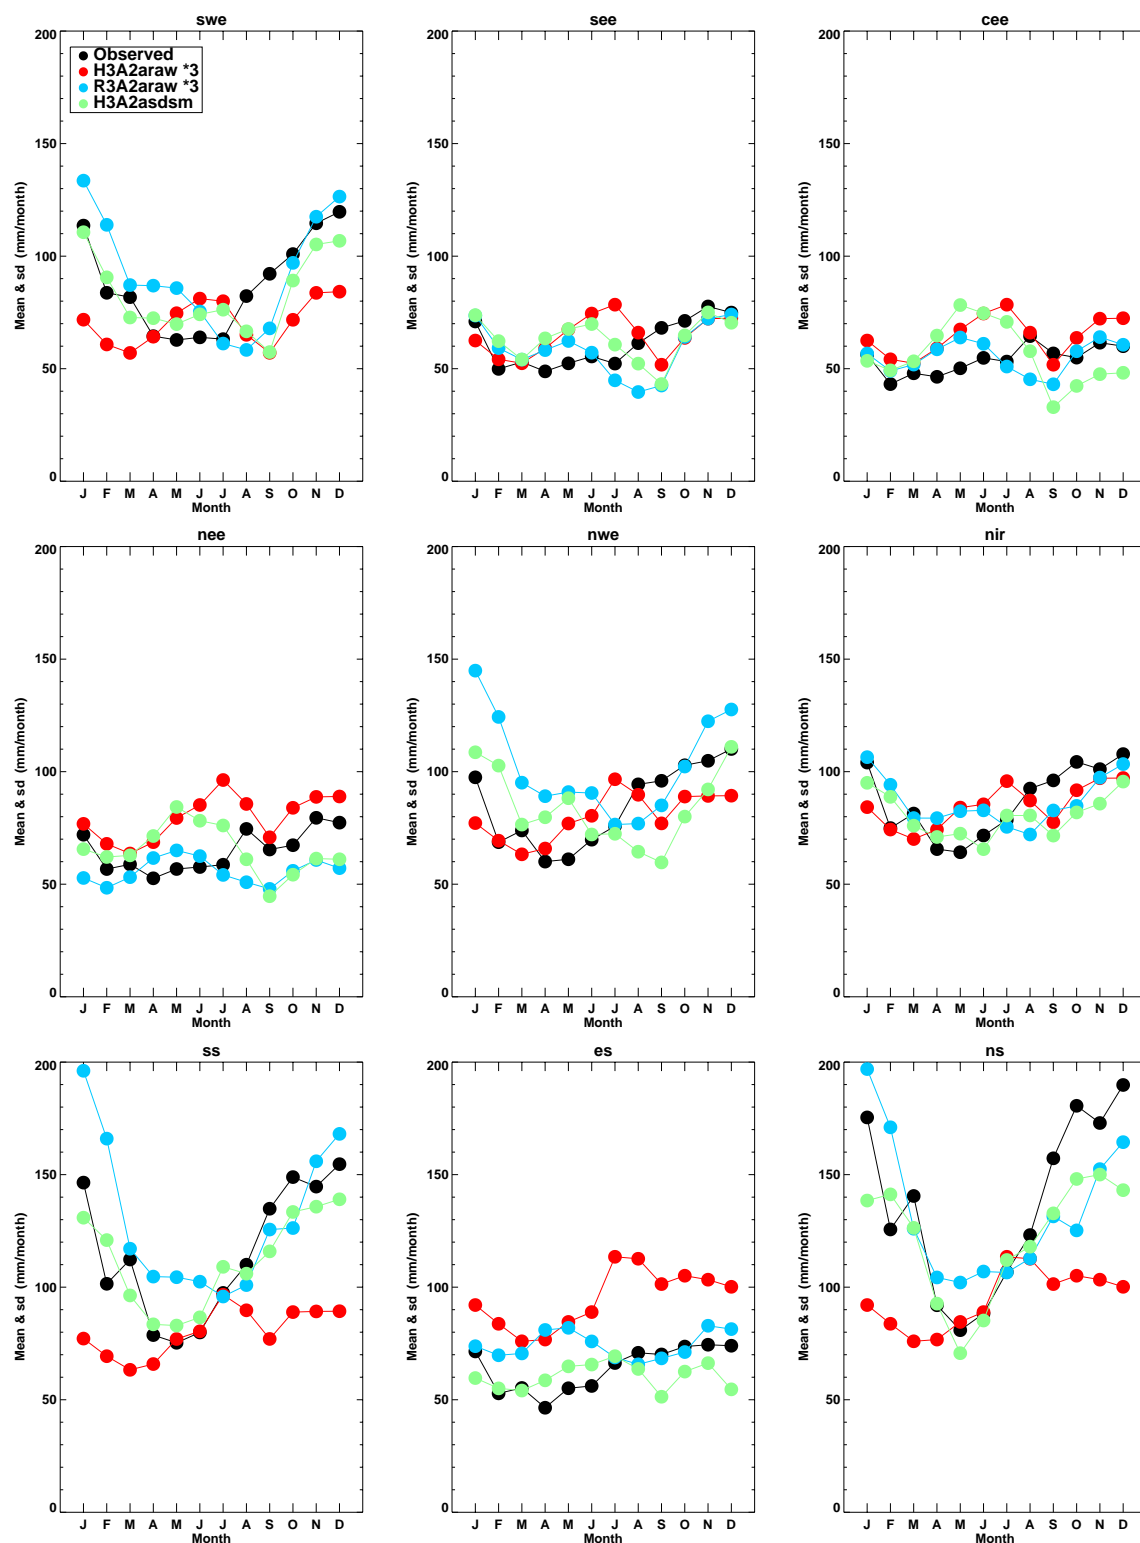 swe
see
cee
Observed
H3A2araw *3
R3A2araw *3
H3A2asdsm
200
150
100
50
0
Mean & sd (mm/month)
J F M A M J J A S O N D
Month
200
150
100
50
0
Mean & sd (mm/month)
J F M A M J J A S O N D
Month
200
150
100
50
0
Mean & sd (mm/month)
J F M A M J J A S O N D
Month
nee
nwe
nir
200
150
100
50
0
Mean & sd (mm/month)
J F M A M J J A S O N D
Month
200
150
100
50
0
Mean & sd (mm/month)
J F M A M J J A S O N D
Month
200
150
100
50
0
Mean & sd (mm/month)
J F M A M J J A S O N D
Month
ss
es
ns
200
150
100
50
0
Mean & sd (mm/month)
J F M A M J J A S O N D
Month
200
150
100
50
0
Mean & sd (mm/month)
J F M A M J J A S O N D
Month
200
150
100
50
0
Mean & sd (mm/month)
J F M A M J J A S O N D
Month